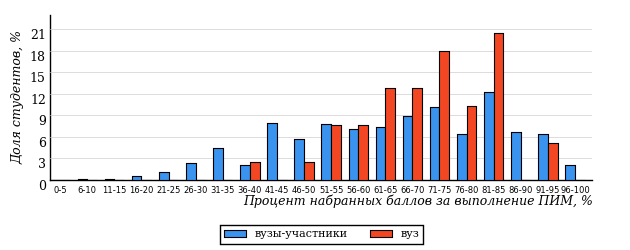 Доля студентов, %
21
18
15
12
9
6
3
0
0-5 6-10 11-15 16-20 21-25 26-30 31-35 36-40 41-45 46-50 51-55 56-60 61-65 66-70 71-75 76-80 81-85 86-90 91-95 96-100
Процент набранных баллов за выполнение ПИМ, %
вузы-участники вуз